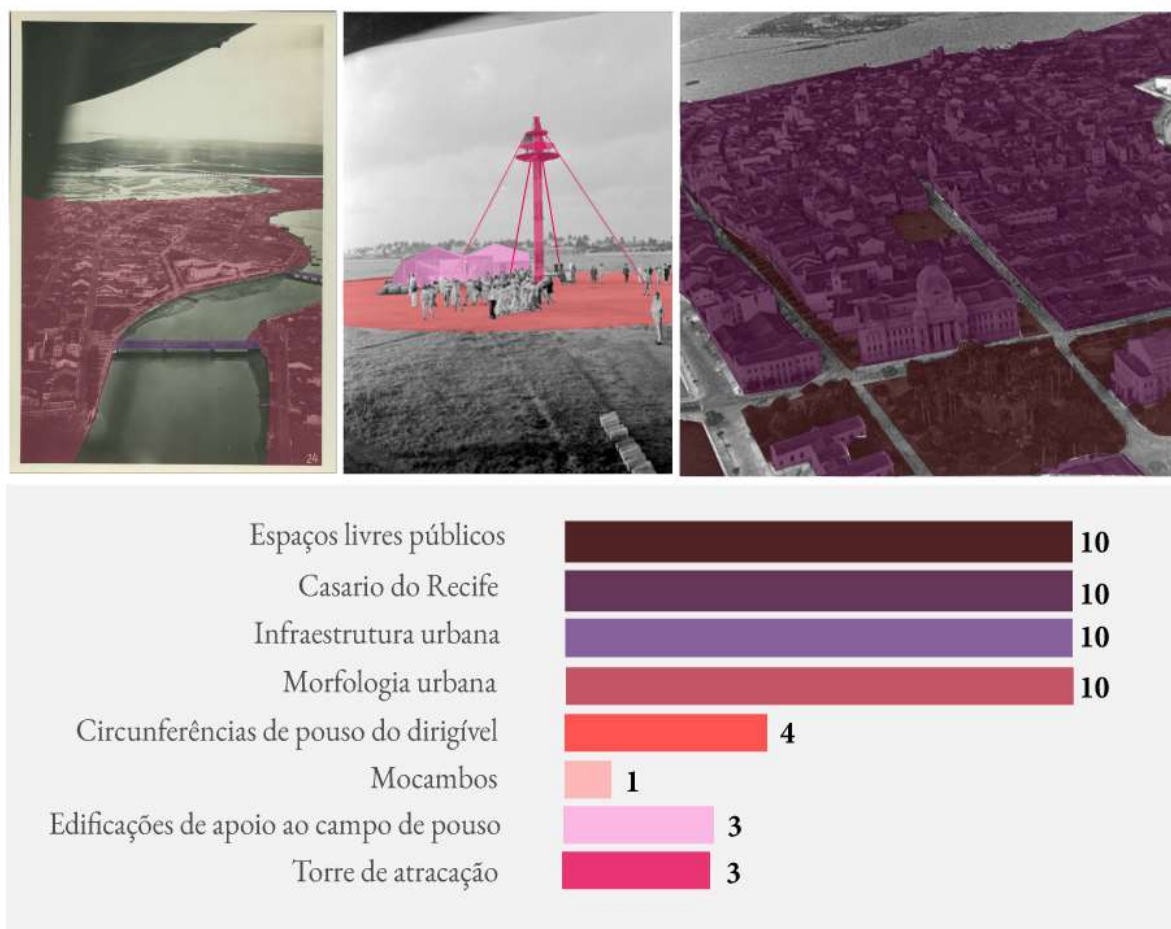 24
Espaços livres públicos 10
Casario do Recife 10
Infraestrutura urbana 10
Morfologia urbana 10
Circunferências de pouso do dirigível 4
Mocambos 1
Edificações de apoio ao campo de pouso 3
Torre de atracação 3